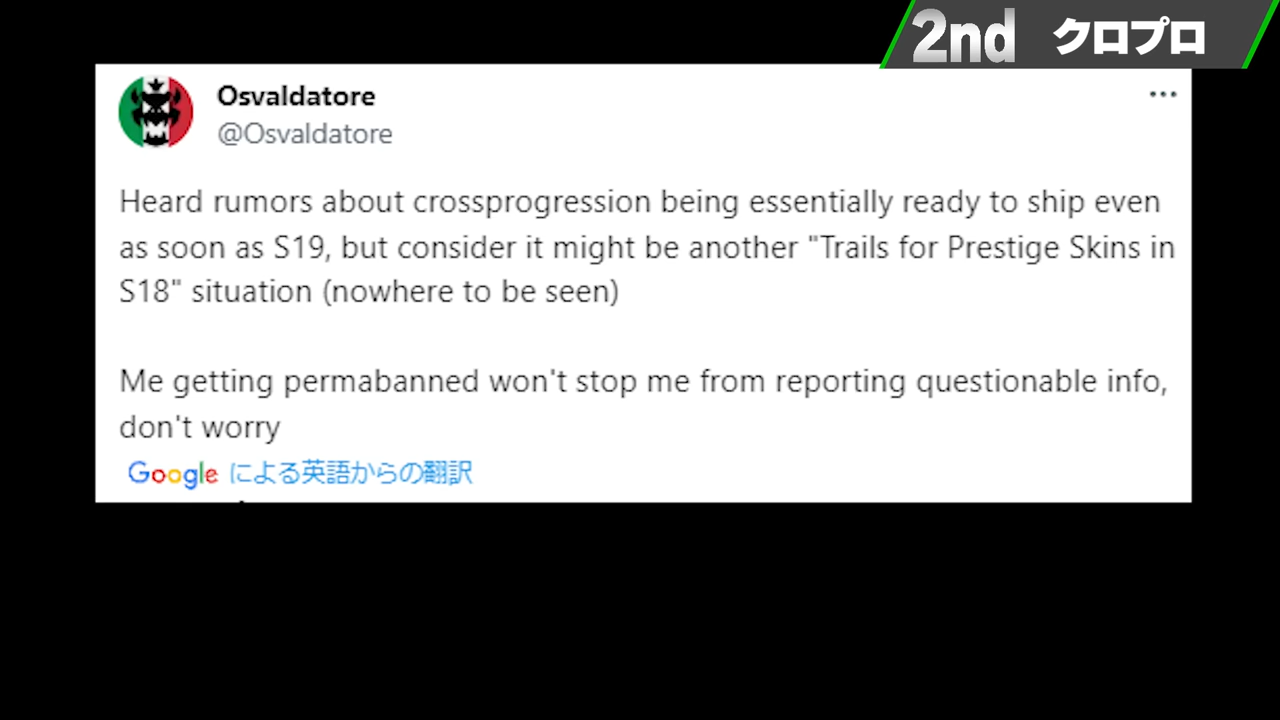 2nd クロプロ
Osvaldatore
@Osvaldatore
Heard rumors about crossprogression being essentially ready to ship even
as soon as S19, but consider it might be another "Trails for Prestige Skins in
S18" situation (nowhere to be seen)
Me getting permabanned won't stop me from reporting questionable info,
don't worry
Google による英語からの翻訳